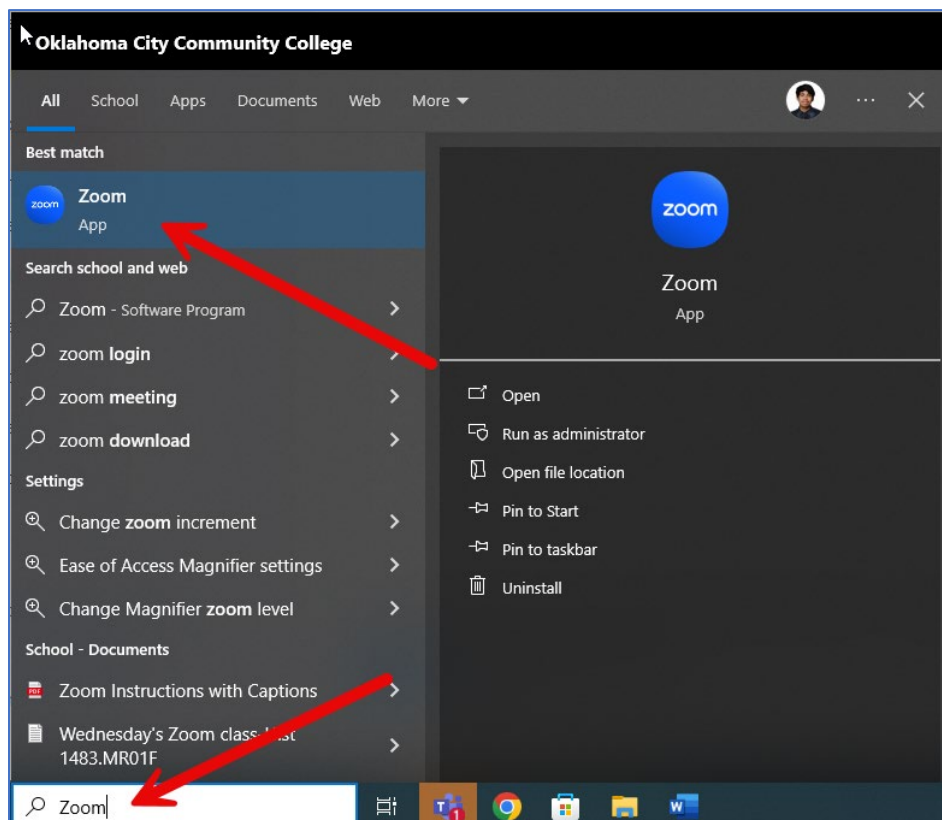 Oklahoma City Community College
All School Apps Documents Web More
Best match
zoom
Zoom
App
Search school and web
Zoom - Software Program
zoom login
zoom meeting
zoom download
Settings
Change zoom increment
Ease of Access Magnifier settings
Change Magnifier zoom level
School - Documents
PDF
Zoom Instructions with Captions
Wednesday's Zoom class
1483.MR01F
Zoom
zoom
Zoom
App
Open
Run as administrator
Open file location
Pin to Start
Pin to taskbar
Uninstall
T
1
W